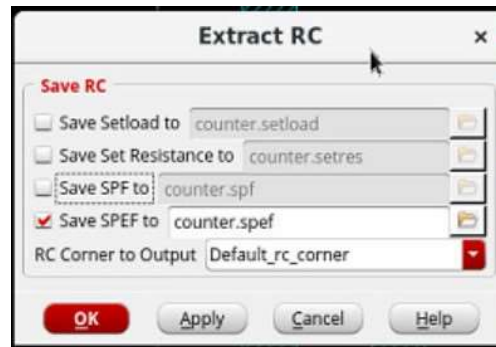 Extract RC
×
Save RC
Save Setload to counter.setload
Save Set Resistance to counter.setres
Save SPF to counter.spf
Save SPEF to counter.spef
RC Corner to Output Default_rc_corner
OK Apply Cancel Help